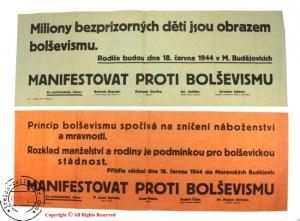 Miliony bezprizorných dětí jsou obrazem
bolševismu.
Rodiče budou dne 18. června 1944 v M. Budějovicích
MANIFESTOVAT PROTI BOLŠEVISMU
Princip bolševismu spočívá na zničení náboženství
a mravnosti.
Rozklad manželství a rodiny je podmínkou pro bolševickou
stádnost.
Přijďte všichni dne 18. června 1944 do Moravských Budějovic
MANIFESTOVAT PROTI BOLŠEVISMU
Copyright © All Rights Reserved